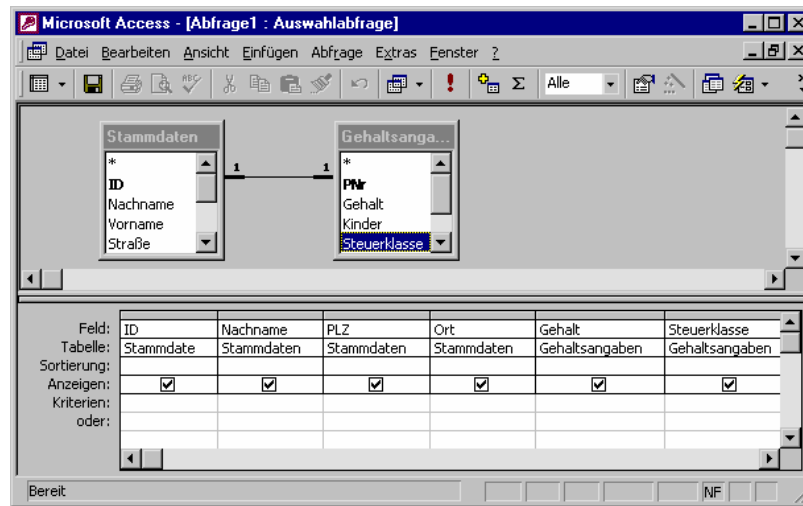 Microsoft Access - [Abfrage1 : Auswahlabfrage]
Datei Bearbeiten Ansicht Einfügen Abfrage Extras Fenster ?
ABC Σ Alle
Stammdaten Gehaltsanga...
* *
1 1
ID PNr
Nachname Gehalt
Vorname Kinder
Straße Steuerklasse
Feld: ID Nachname PLZ Ort Gehalt Steuerklasse
Tabelle: Stammdate Stammdaten Stammdaten Stammdaten Gehaltsangaben Gehaltsangaben
Sortierung:
Anzeigen:
Kriterien:
oder:
Bereit NF